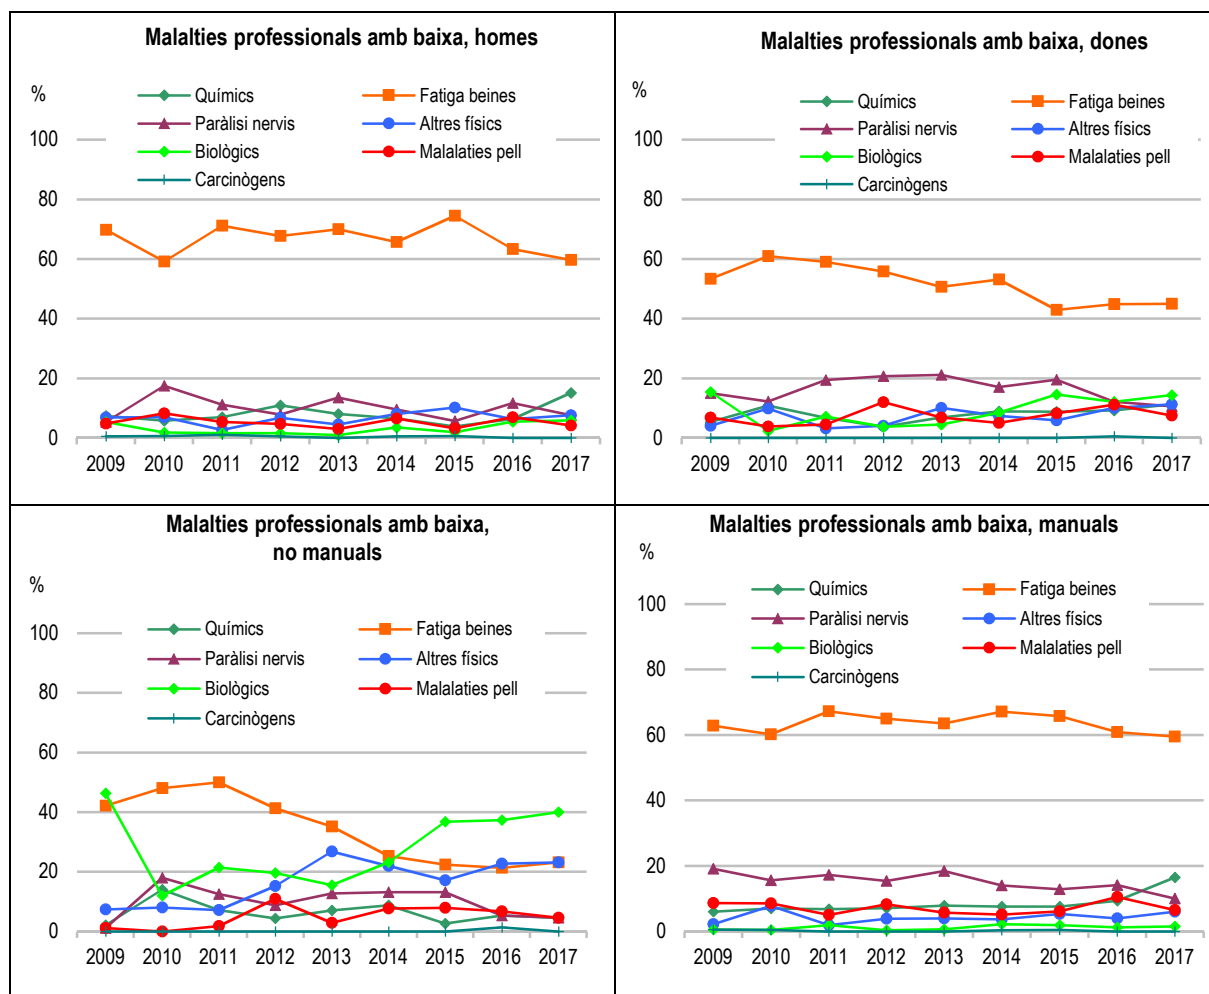 Malalties professionals amb baixa, homes
%
Químics
Fatiga beines
Paràlisi nervis
Altres físics
Biològics
Malalaties pell
Carcinògens
100
80
60
40
20
0
2009 2010 2011 2012 2013 2014 2015 2016 2017
Malalties professionals amb baixa, dones
%
Químics
Fatiga beines
Paràlisi nervis
Altres físics
Biològics
Malalaties pell
Carcinògens
100
80
60
40
20
0
2009 2010 2011 2012 2013 2014 2015 2016 2017
Malalties professionals amb baixa,
no manuals
%
Químics
Fatiga beines
Paràlisi nervis
Altres físics
Biològics
Malalaties pell
Carcinògens
100
80
60
40
20
0
2009 2010 2011 2012 2013 2014 2015 2016 2017
Malalties professionals amb baixa, manuals
%
Químics
Fatiga beines
Paràlisi nervis
Altres físics
Biològics
Malalaties pell
Carcinògens
100
80
60
40
20
0
2009 2010 2011 2012 2013 2014 2015 2016 2017